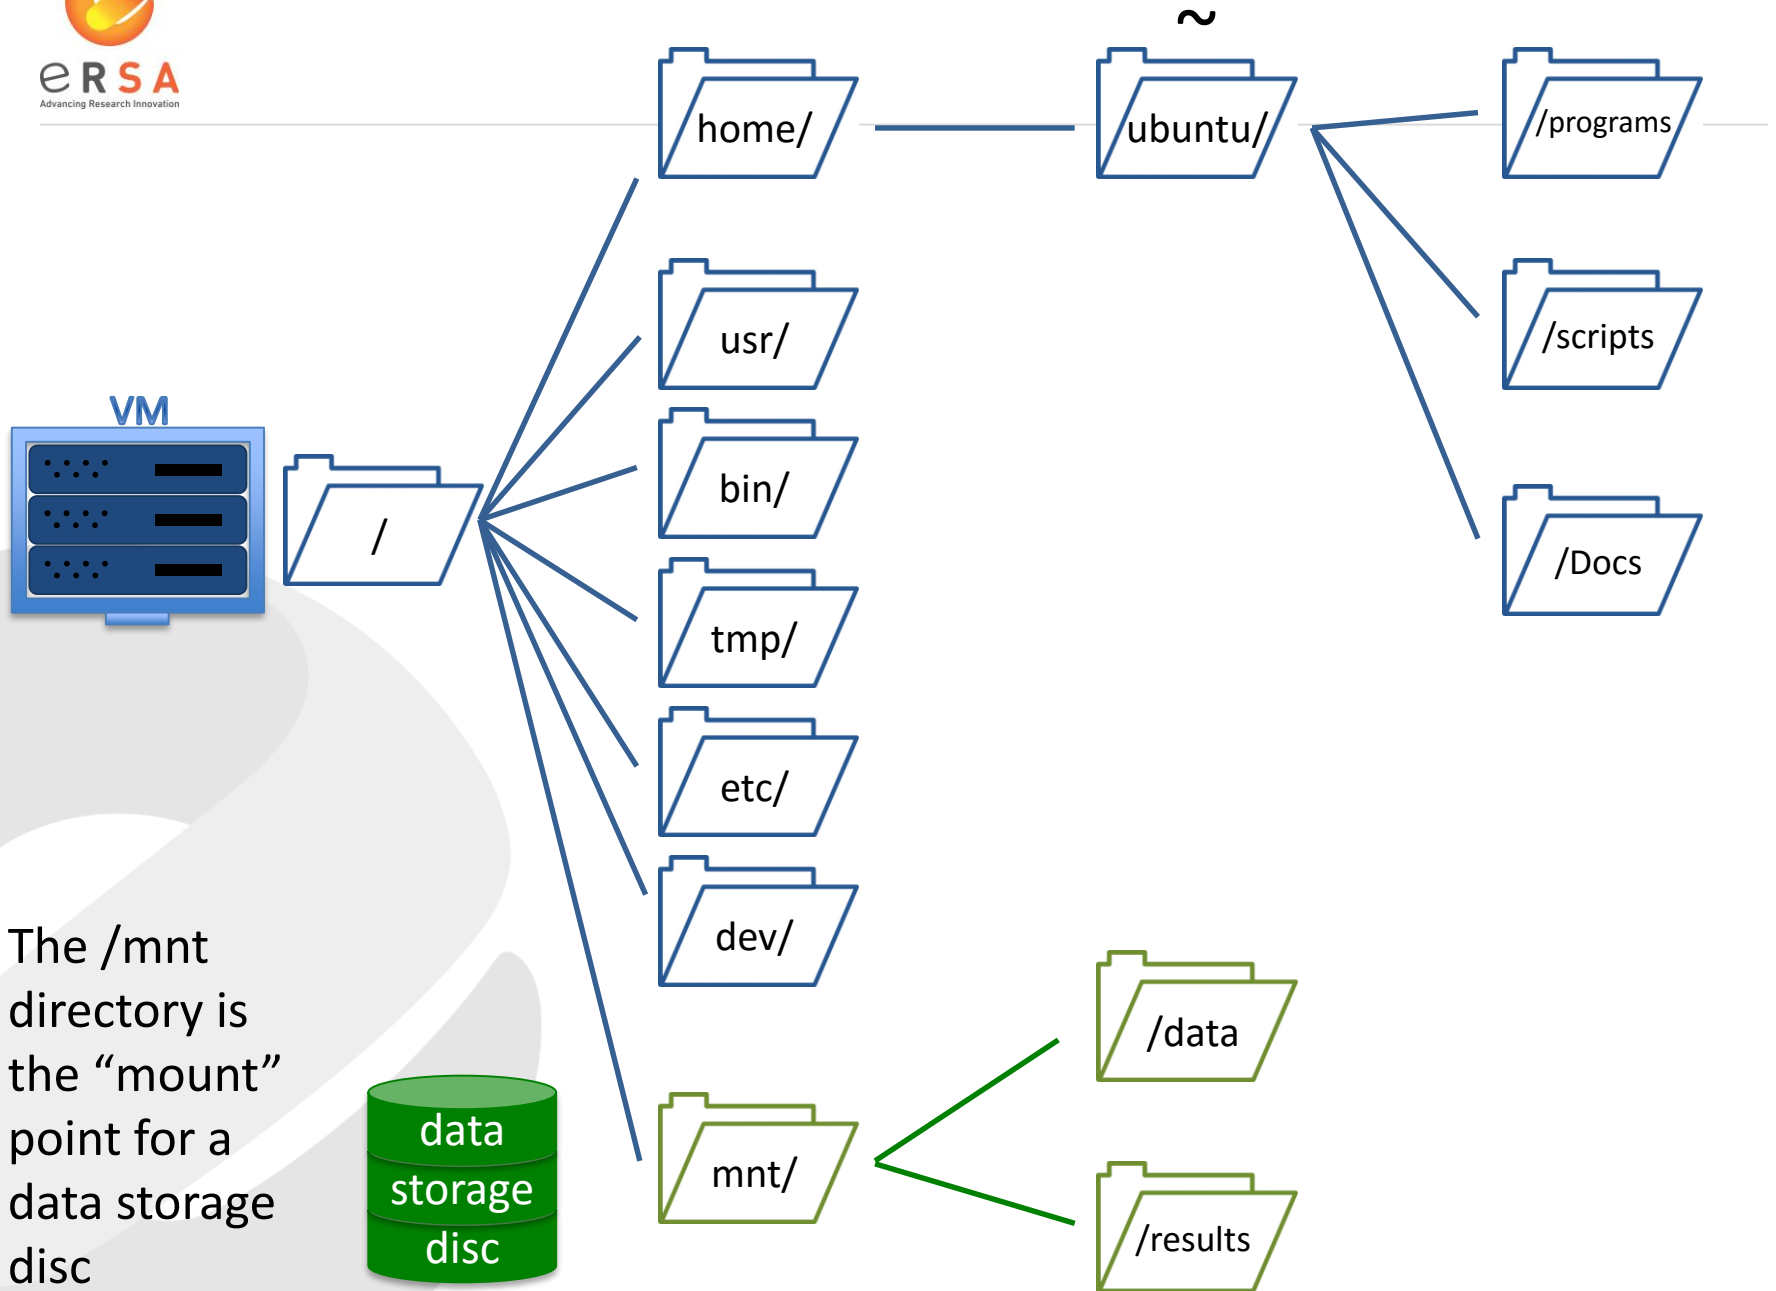 ~
eRSA
Advancing Research Innovation
home/
ubuntu/
/programs
usr/
/scripts
VM
/
bin/
/Docs
tmp/
etc/
dev/
The /mnt
directory is
the “mount”
point for a
data storage
disc
data
storage
disc
mnt/
/data
/results